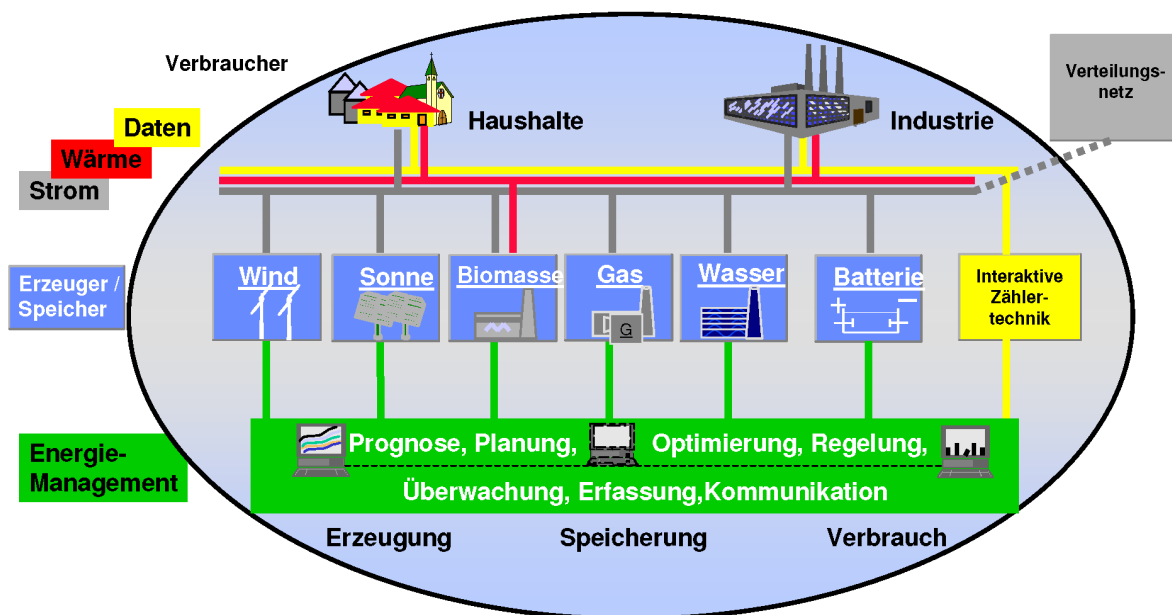 Verbraucher
Haushalte
Industrie
Verteilungs-
netz
Daten
Wärme
Strom
Erzeuger /
Speicher
Wind
Sonne
Biomasse
Gas
G
Wasser
Batterie
Interaktive
Zähler-
technik
Energie-
Management
Prognose, Planung,
Optimierung, Regelung,
Überwachung, Erfassung,Kommunikation
Erzeugung
Speicherung
Verbrauch